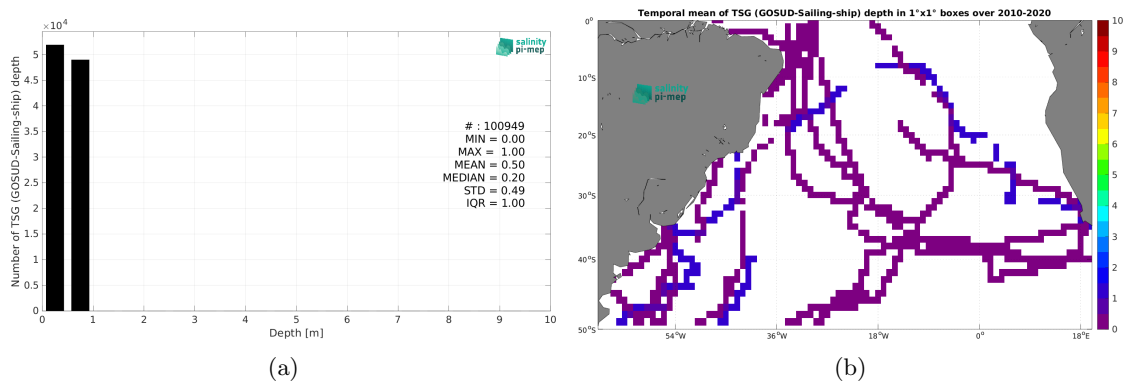 ×10⁴
5
4.5
4
3.5
3
2.5
2
1.5
1
0.5
0
Number of TSG (GOSUD-Sailing-ship) depth
salinity
pi-mep
# : 100949
MIN = 0.00
MAX = 1.00
MEAN = 0.50
MEDIAN = 0.20
STD = 0.49
IQR = 1.00
0 1 2 3 4 5 6 7 8 9 10
Depth [m]
(a)
Temporal mean of TSG (GOSUD-Sailing-ship) depth in 1°x1° boxes over 2010-2020
0°
10°S
20°S
30°S
40°S
50°S
salinity
pi-mep
54°W 36°W 18°W 0° 18°E
10
9
8
7
6
5
4
3
2
1
0
(b)